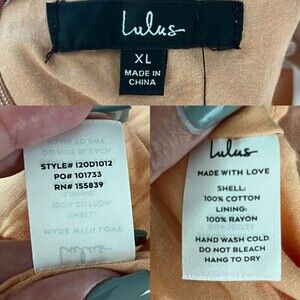 Lulus
XL
MADE IN
CHINA
STYLE# I20D1012
PO# 101733
RN# 155839
Lulus
MADE WITH LOVE
SHELL:
100% COTTON
LINING:
100% RAYON
HAND WASH COLD
DO NOT BLEACH
HANG TO DRY